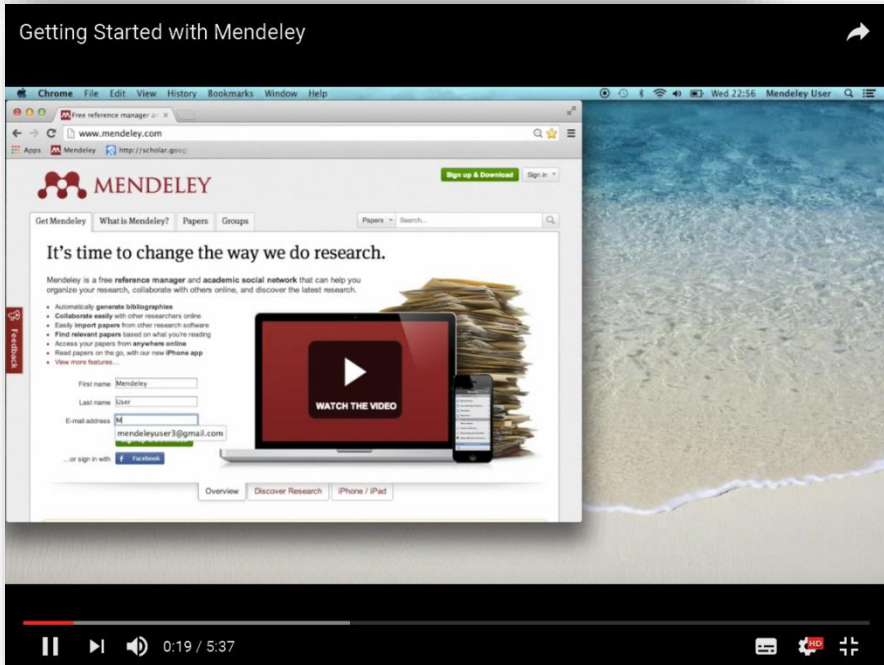 Getting Started with Mendeley
Chrome File Edit View History Bookmarks Window Help
Wed 22:56 Mendeley User
Free reference manager an
www.mendeley.com
Apps Mendeley http://scholar.goog
MENDELEY
Sign up & Download Sign in
Get Mendeley What is Mendeley? Papers Groups
Papers Search...
It's time to change the way we do research.
Mendeley is a free reference manager and academic social network that can help you
organize your research, collaborate with others online, and discover the latest research.
Automatically generate bibliographies
Collaborate easily with other researchers online
Easily import papers from other research software
Find relevant papers based on what you're reading
Access your papers from anywhere online
Read papers on the go, with our new iPhone app
View more features...
Feedback
First name Mendeley
Last name User
E-mail address M
mendeleyuser3@gmail.com
...or sign in with Facebook
WATCH THE VIDEO
Overview Discover Research iPhone / iPad
0:19 / 5:37
HD